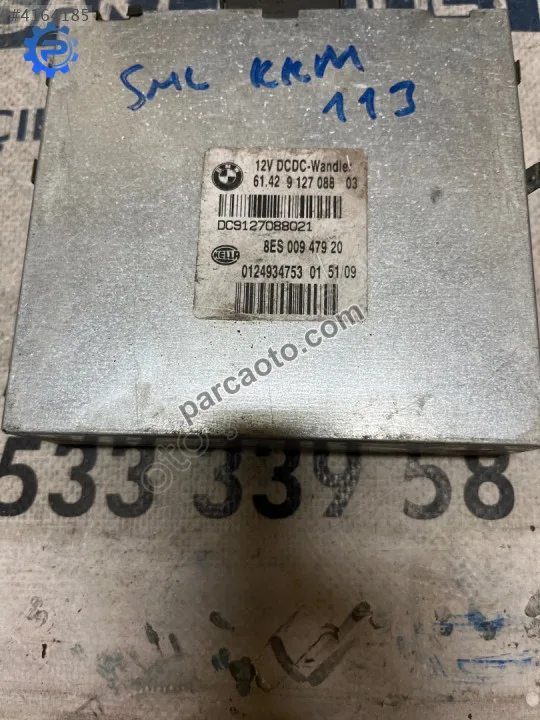 #4164185
SML KKM
113
12V DCDC-Wandler
61.42 9 127 088 03
DC9127088021
8ES 009 479 20
HELLA
0124934753 01 51 09
parcaoto.com
533 339 58